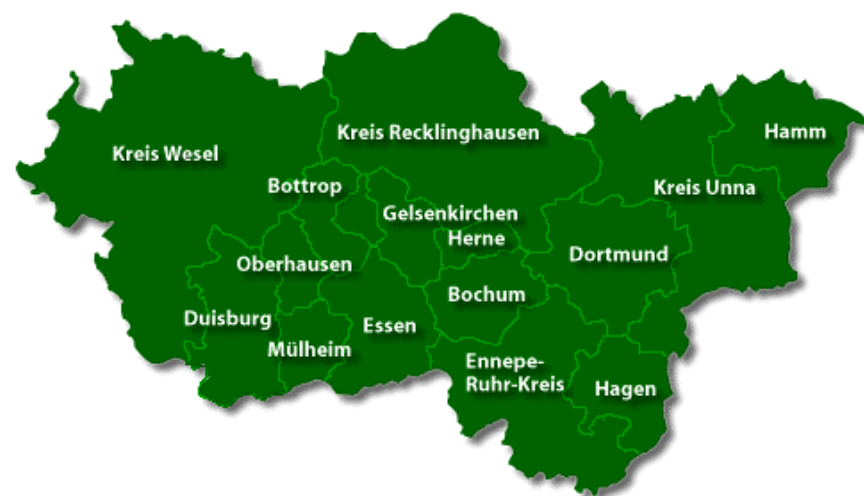 Kreis Recklinghausen
Hamm
Kreis Wesel
Bottrop
Kreis Unna
Gelsenkirchen
Herne
Dortmund
Oberhausen
Bochum
Duisburg
Essen
Mülheim
Ennepe-
Ruhr-Kreis
Hagen